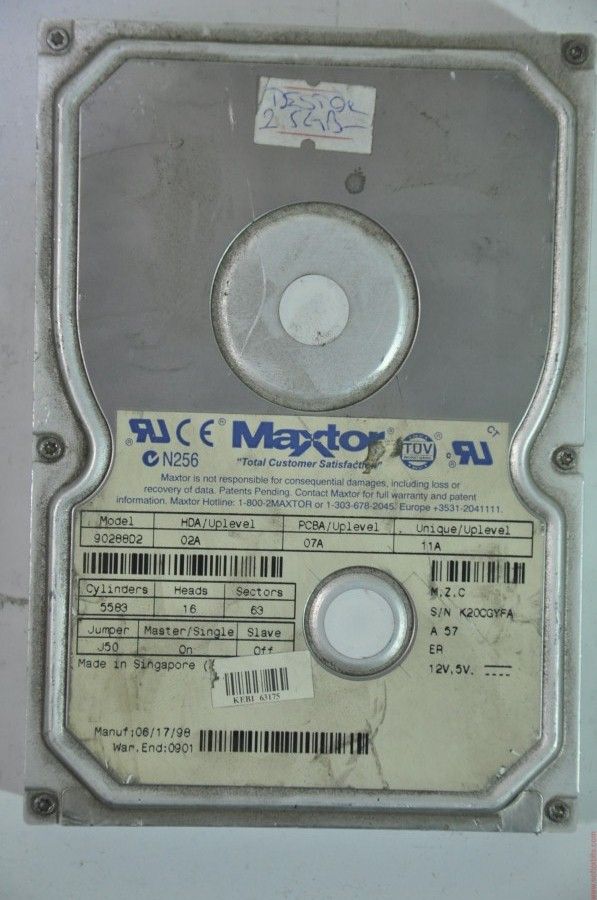 DESTOR
2.5GB
RU CE Maxtor TÜV RU
N256 "Total Customer Satisfaction"
Maxtor is not responsible for consequential damages, including loss or
recovery of data. Patents Pending. Contact Maxtor for full warranty and patent
information. Maxtor Hotline: 1-800-2MAXTOR or 1-303-678-2045. Europe +3531-2041111.
Model HDA/Uplevel PCBA/Uplevel Unique/Uplevel
90288D2 02A 07A 11A
M.Z.C
Cylinders Heads Sectors
5583 16 63
S/N K20CGYFA
Jumper Master/Single Slave
J50 On Off
A 57
ER
Made in Singapore (
12V,5V.
KEBI 63175
Manuf:06/17/98
War.End:0901